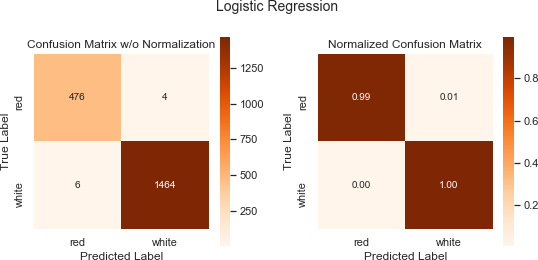 Logistic Regression
Confusion Matrix w/o Normalization
True Label
red
white
476
4
6
1464
red
white
Predicted Label
1250
1000
750
500
250
Normalized Confusion Matrix
True Label
red
white
0.99
0.01
0.00
1.00
red
white
Predicted Label
0.8
0.6
0.4
0.2